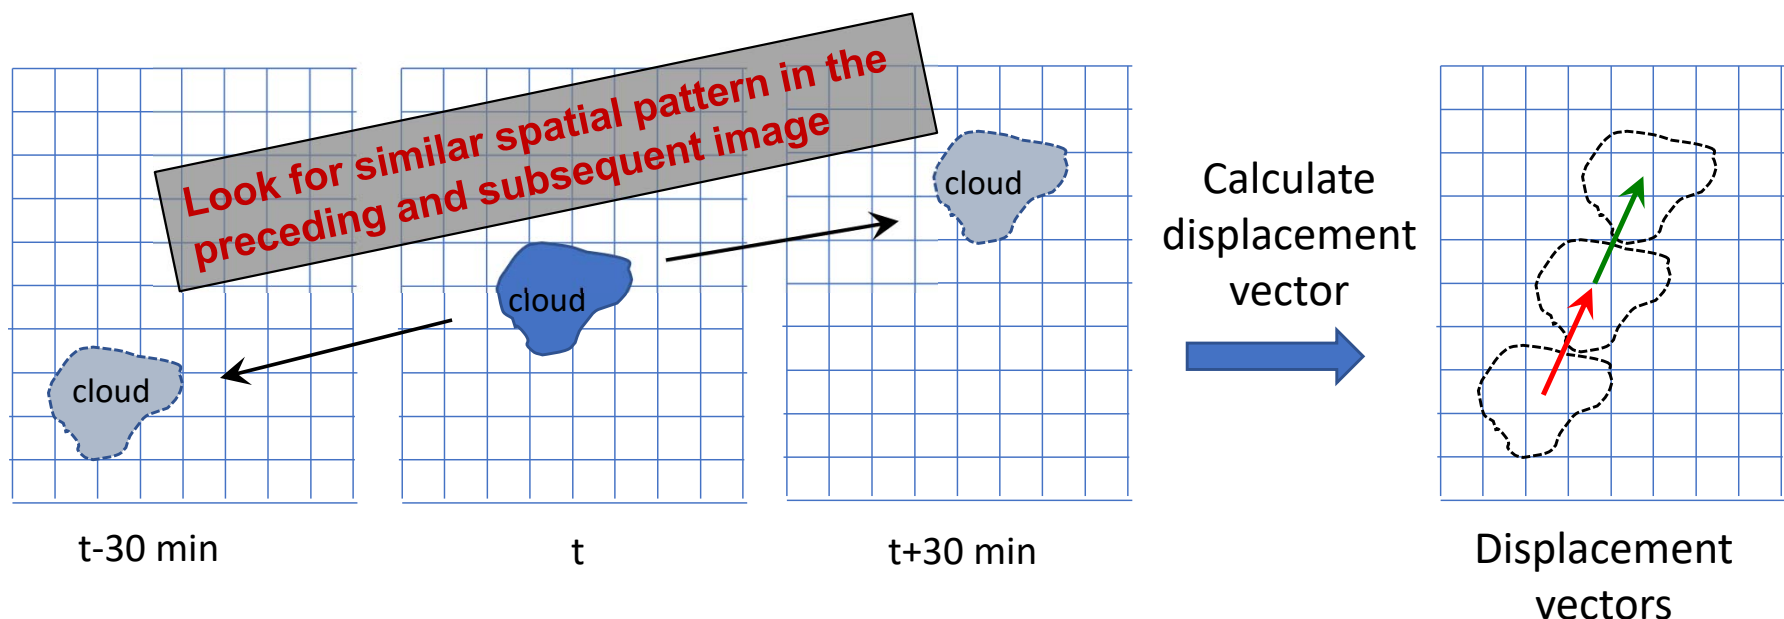 Look for similar spatial pattern in the
preceding and subsequent image
cloud
cloud
cloud
t-30 min
t
t+30 min
Calculate
displacement
vector
Displacement
vectors